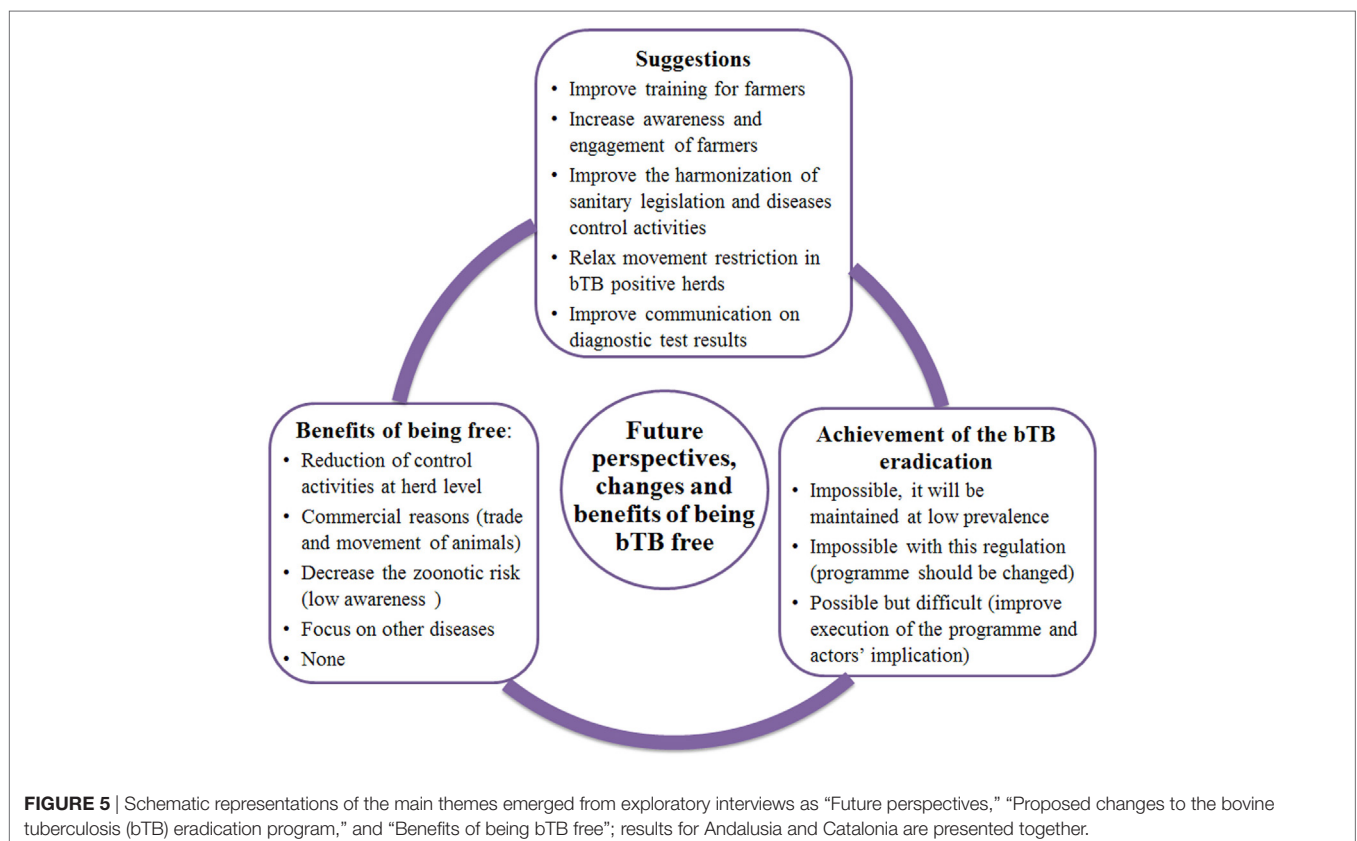 Suggestions
• Improve training for farmers
• Increase awareness and
engagement of farmers
• Improve the harmonization of
sanitary legislation and diseases
control activities
• Relax movement restriction in
bTB positive herds
• Improve communication on
diagnostic test results
Benefits of being free:
• Reduction of control
activities at herd level
• Commercial reasons (trade
and movement of animals)
• Decrease the zoonotic risk
(low awareness )
• Focus on other diseases
• None
Future
perspectives,
changes and
benefits of being
bTB free
Achievement of the bTB
eradication
• Impossible, it will be
maintained at low prevalence
• Impossible with this regulation
(programme should be changed)
• Possible but difficult (improve
execution of the programme and
actors’ implication)
FIGURE 5 | Schematic representations of the main themes emerged from exploratory interviews as “Future perspectives,” “Proposed changes to the bovine
tuberculosis (bTB) eradication program,” and “Benefits of being bTB free”; results for Andalusia and Catalonia are presented together.